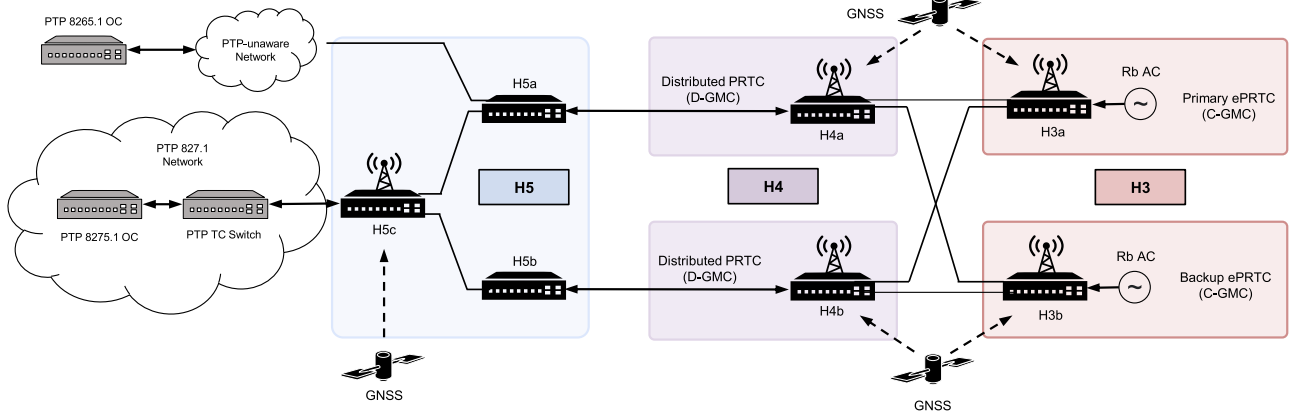 PTP 8265.1 OC
PTP-unaware
Network
PTP 827.1
Network
PTP 8275.1 OC
PTP TC Switch
H5a
H5
H5c
H5b
GNSS
GNSS
Distributed PRTC
(D-GMC)
H4a
H4
Distributed PRTC
(D-GMC)
H4b
Rb AC
~
Primary ePRTC
(C-GMC)
H3a
H3
Rb AC
~
Backup ePRTC
(C-GMC)
H3b
GNSS